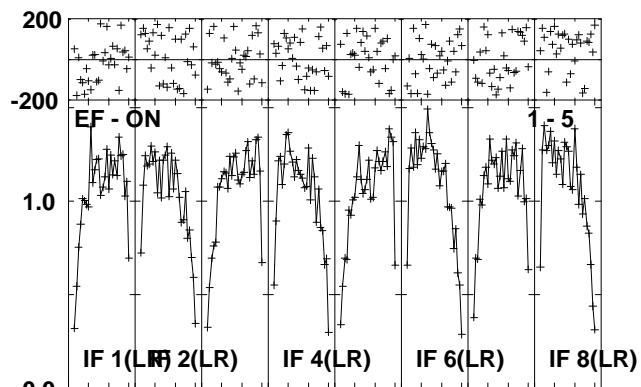 200
-200
EF - ON 1 - 5
1.0
IF 1(LR) IF 2(LR) IF 4(LR) IF 6(LR) IF 8(LR)
0.0